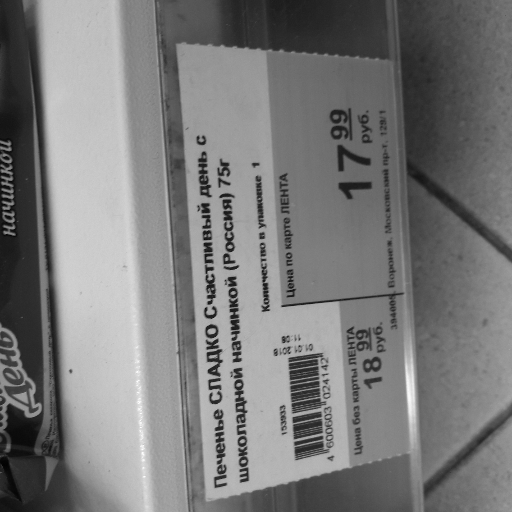 Печенье СЛАДКО Счастливый день с
шоколадной начинкой (Россия) 75г
Количество в упаковке 1
153933
01.01.2018
11:08
4 600603 024142
Цена без карты ЛЕНТА
18 99
руб.
Цена по карте ЛЕНТА
17 99
руб.
Воронеж, Московский пр-т, 129/1
начинкой
День